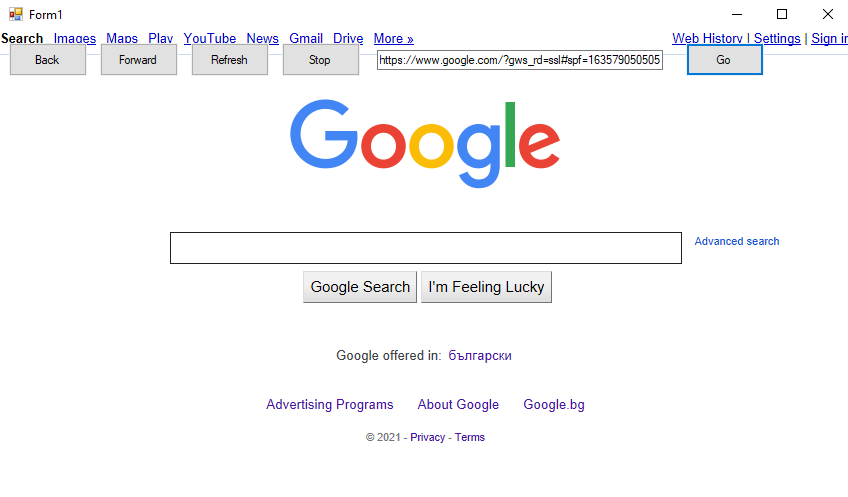 Form1
Search Images Maps Play YouTube News Gmail Drive More » Web History | Settings | Sign in
Back Forward Refresh Stop https://www.google.com/?gws_rd=ssl#spf=163579050505 Go
Google
Advanced search
Google Search I'm Feeling Lucky
Google offered in: български
Advertising Programs About Google Google.bg
© 2021 - Privacy - Terms